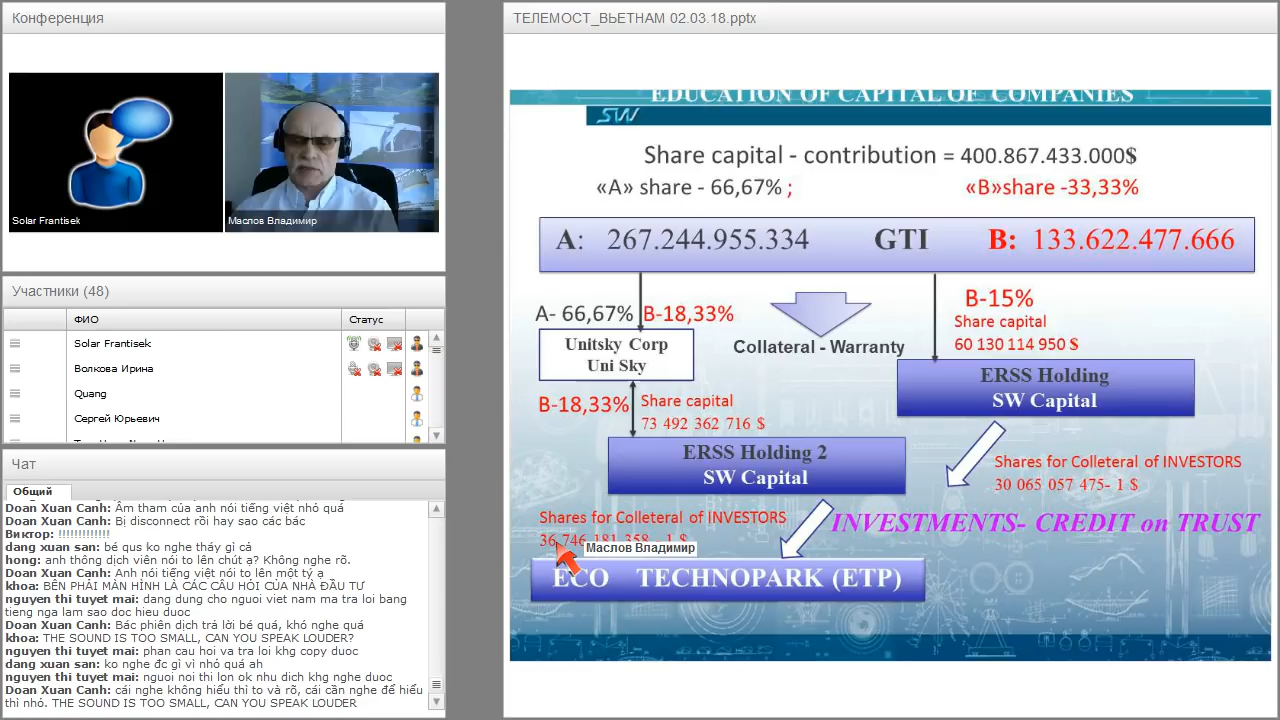 Конференция
Solar Frantisek
Маслов Владимир
Участники (48)
ФИО
Статус
Solar Frantisek
Волкова Ирина
Quang
Сергей Юрьевич
Чат
Общий
Doan Xuan Canh: Âm tham của anh nói tiếng việt nhỏ quá
Doan Xuan Canh: Bị disconnect rồi hay sao các bác
Виктор: !!!!!!!!!!!!!
dang xuan san: bé qus ko nghe tháy gì cả
hong: anh thông dịch viên nói to lên chút ạ? Không nghe rõ.
Doan Xuan Canh: Anh nói tiếng việt nói to lên một tý ạ
khoa: BÊN PHẢI MÀN HÌNH LÀ CÁC CÂU HỎI CỦA NHÀ ĐẦU TƯ
nguyen thi tuyet mai: dang dung cho nguoi viet nam ma tra loi bang
tieng nga lam sao doc hieu duoc
Doan Xuan Canh: Bác phiên dịch trả lời bé quá, khó nghe quá
khoa: THE SOUND IS TOO SMALL, CAN YOU SPEAK LOUDER?
nguyen thi tuyet mai: phan cau hoi va tra loi khg copy duoc
dang xuan san: ko nghe đc gì vì nhỏ quá ah
nguyen thi tuyet mai: nguoi noi thi lon ok nhu dich khg nghe duoc
Doan Xuan Canh: cái nghe không hiểu thì to và rõ, cái cần nghe để hiểu
thì nhỏ. THE SOUND IS TOO SMALL, CAN YOU SPEAK LOUDER
ТЕЛЕМОСТ_ВЬЕТНАМ 02.03.18.pptx
EDUCATION OF CAPITAL OF COMPANIES
SW
Share capital - contribution = 400.867.433.000$
«A» share - 66,67% ; «B»share -33,33%
A: 267.244.955.334 GTI B: 133.622.477.666
A- 66,67% B-18,33%
B-15%
Share capital
60 130 114 950 $
Unitsky Corp
Uni Sky
Collateral - Warranty
ERSS Holding
SW Capital
B-18,33%
Share capital
73 492 362 716 $
ERSS Holding 2
SW Capital
Shares for Colleteral of INVESTORS
30 065 057 475- 1 $
Shares for Colleteral of INVESTORS
36 746 181 358 - 1 $
INVESTMENTS- CREDIT on TRUST
Маслов Владимир
ECO TECHNOPARK (ETP)